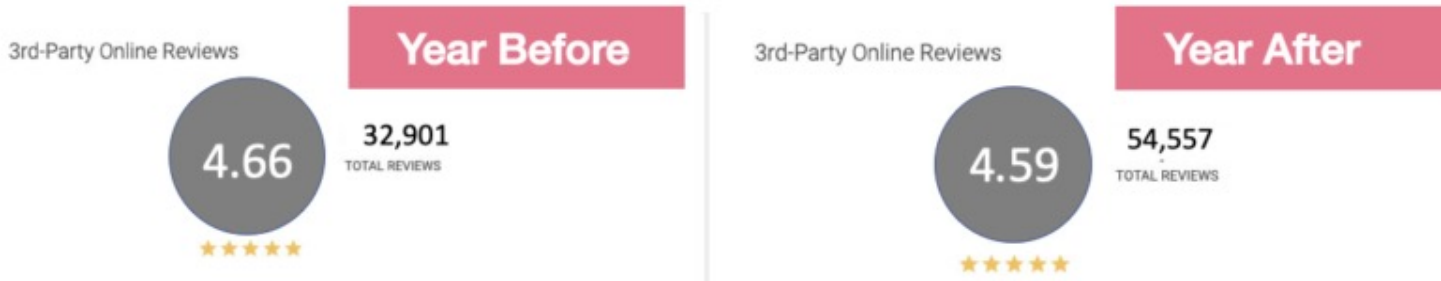 3rd-Party Online Reviews
Year Before
4.66
32,901
TOTAL REVIEWS
3rd-Party Online Reviews
Year After
4.59
54,557
TOTAL REVIEWS